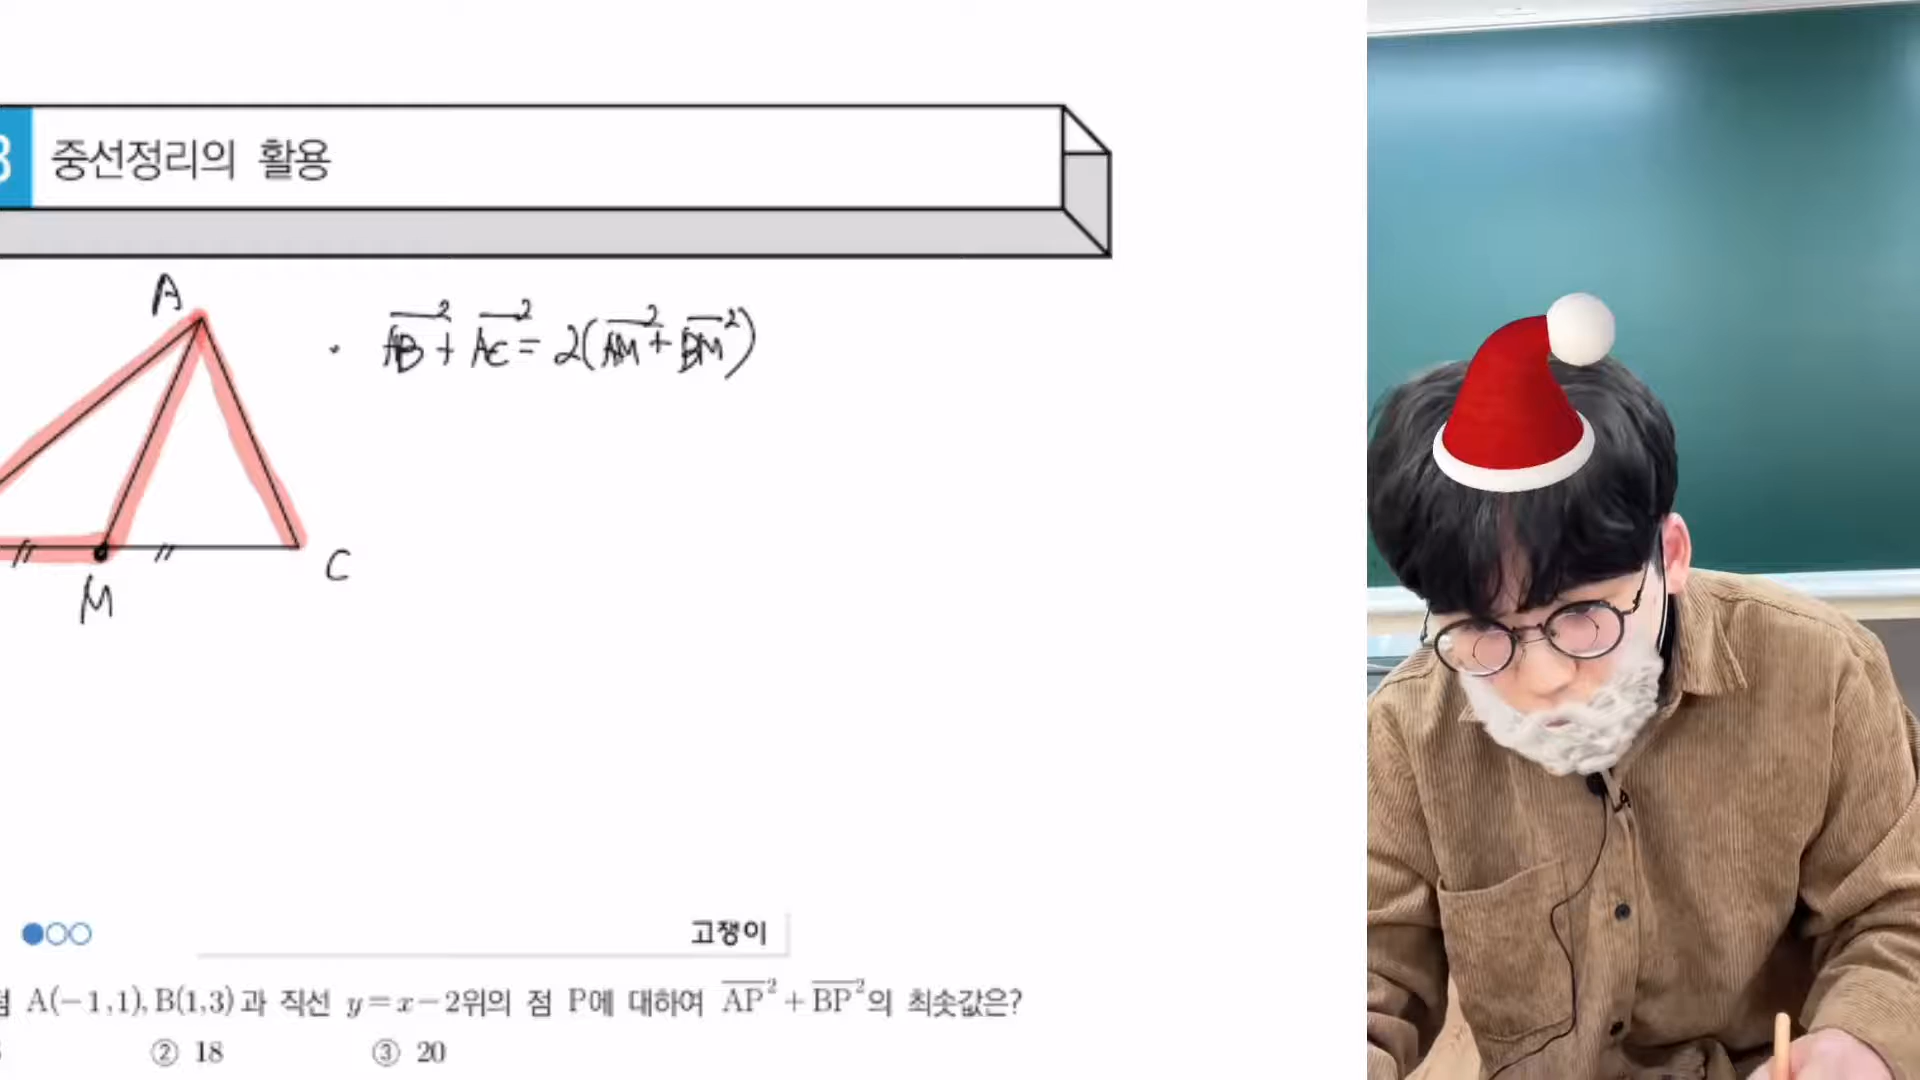 3 중선정리의 활용
A
· AB² + AC² = 2(AM² + BM²)
C
M
고쟁이
점 A(-1,1), B(1,3)과 직선 y=x-2위의 점 P에 대하여 AP² + BP²의 최솟값은?
② 18 ③ 20